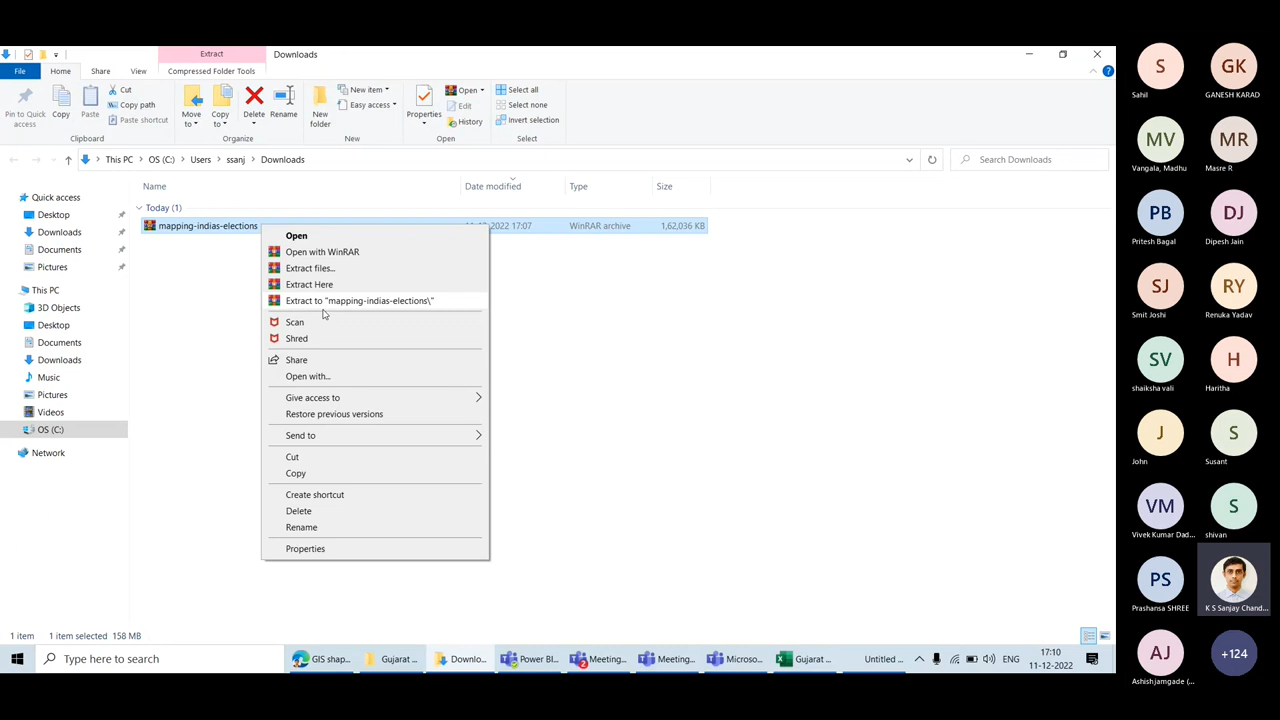 Extract
Downloads
File
Home
Share
View
Compressed Folder Tools
Pin to Quick access
Copy
Paste
Cut
Copy path
Paste shortcut
Clipboard
Move to
Copy to
Delete
Rename
Organize
New folder
New item
Easy access
New
Properties
Open
Edit
History
Open
Select all
Select none
Invert selection
Select
This PC
OS (C:)
Users
ssanj
Downloads
Search Downloads
Quick access
Desktop
Downloads
Documents
Pictures
This PC
3D Objects
Desktop
Documents
Downloads
Music
Pictures
Videos
OS (C:)
Network
Name
Date modified
Type
Size
Today (1)
mapping-indias-elections
2022 17:07
WinRAR archive
1,62,036 KB
Open
Open with WinRAR
Extract files...
Extract Here
Extract to "mapping-indias-elections\"
Scan
Shred
Share
Open with...
Give access to
Restore previous versions
Send to
Cut
Copy
Create shortcut
Delete
Rename
Properties
1 item
1 item selected 158 MB
Type here to search
GIS shap...
Gujarat ...
Downlo...
Power BI...
2
Meeting...
Meeting...
Microso...
Gujarat ...
Untitled ...
ENG
17:10
11-12-2022
S
Sahil
GK
GANESH KARAD
MV
Vangala, Madhu
MR
Masre R
PB
Pritesh Bagal
DJ
Dipesh Jain
SJ
Smit Joshi
RY
Renuka Yadav
SV
shaiksha vali
H
Haritha
J
John
S
Susant
VM
Vivek Kumar Dad...
S
shivan
PS
Prashansa SHREE
K S Sanjay Chand...
AJ
Ashish jamgade (...
+124